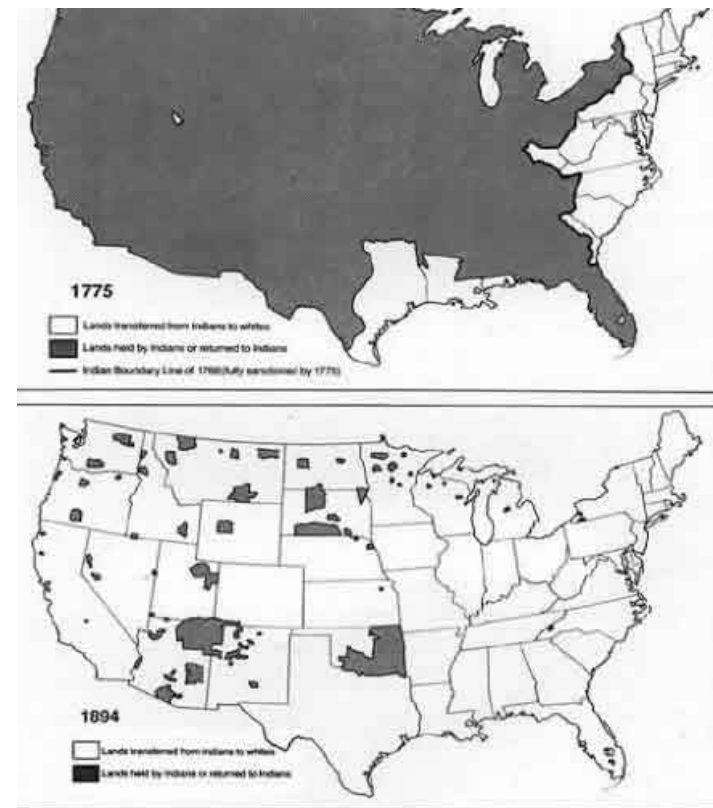 1775
Lands transferred from Indians to whites
Lands held by Indians or returned to Indians
Indian Boundary Line of 1768 (fully sanctioned by 1775)
1894
Lands transferred from Indians to whites
Lands held by Indians or returned to Indians